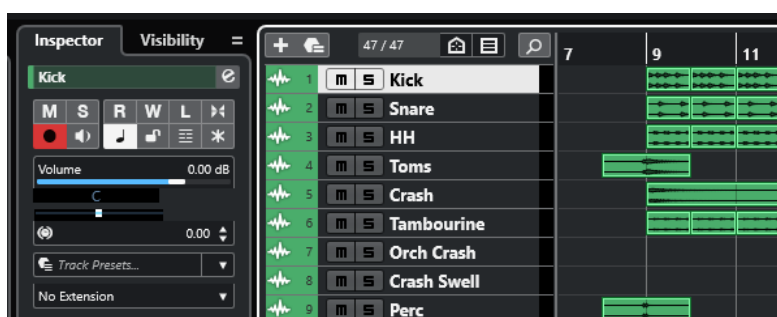 Inspector Visibility
47 / 47
7 9 11
Kick
M S R W L
Volume 0.00 dB
C
0.00
Track Presets...
No Extension
1 m S Kick
2 m S Snare
3 m S HH
4 m S Toms
5 m S Crash
6 m S Tambourine
7 m S Orch Crash
8 m S Crash Swell
9 m S Perc